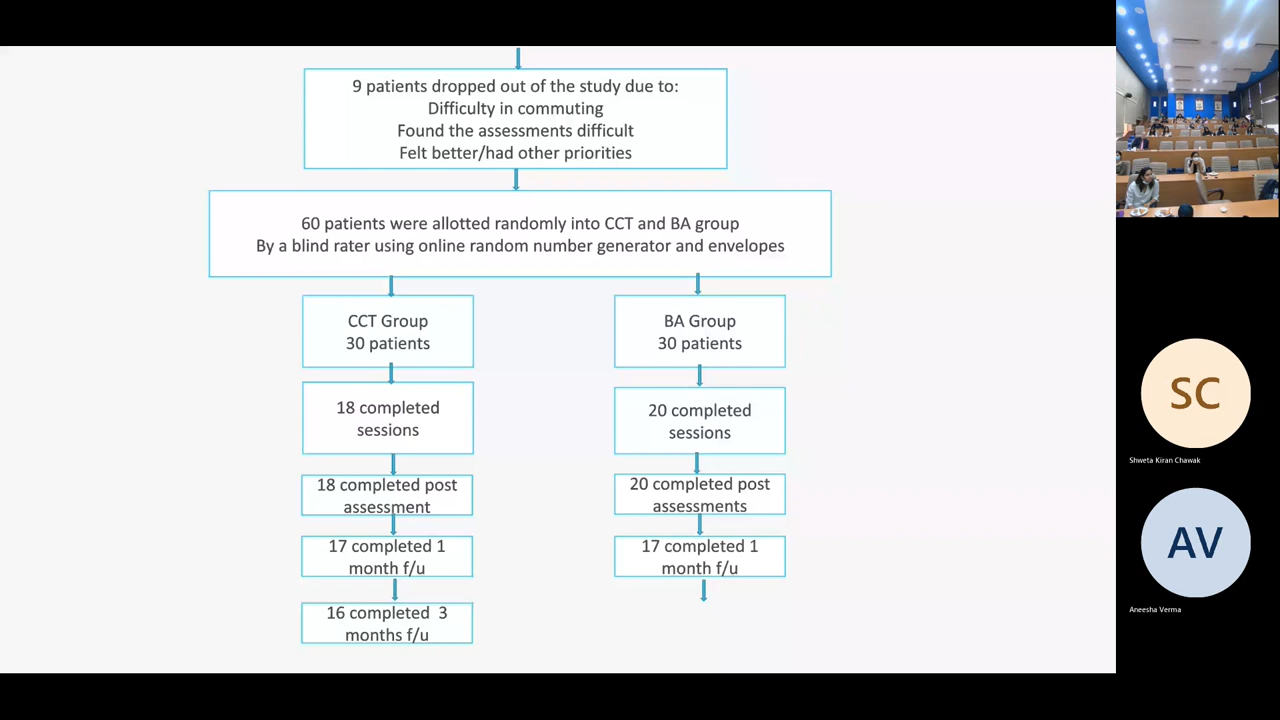 9 patients dropped out of the study due to:
Difficulty in commuting
Found the assessments difficult
Felt better/had other priorities
60 patients were allotted randomly into CCT and BA group
By a blind rater using online random number generator and envelopes
CCT Group
30 patients
BA Group
30 patients
18 completed
sessions
20 completed
sessions
18 completed post
assessment
20 completed post
assessments
17 completed 1
month f/u
17 completed 1
month f/u
16 completed 3
months f/u
SC
Shweta Kiran Chawak
AV
Aneesha Verma